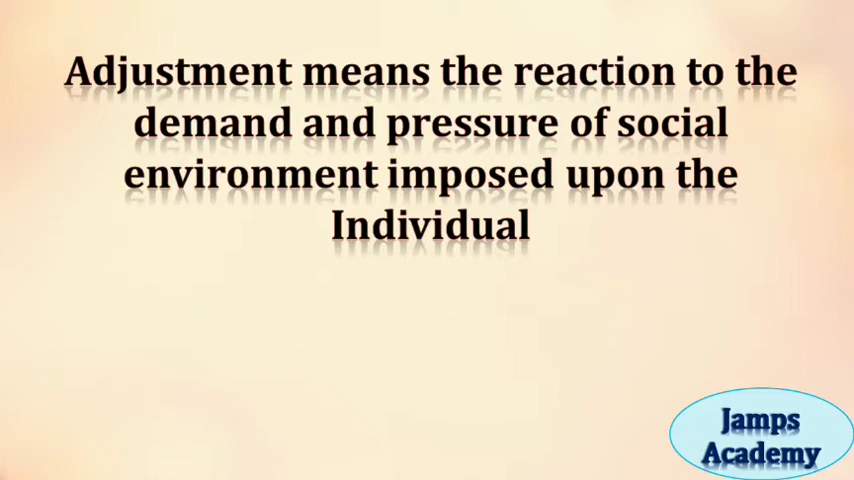 Adjustment means the reaction to the
demand and pressure of social
environment imposed upon the
Individual
Jamps
Academy